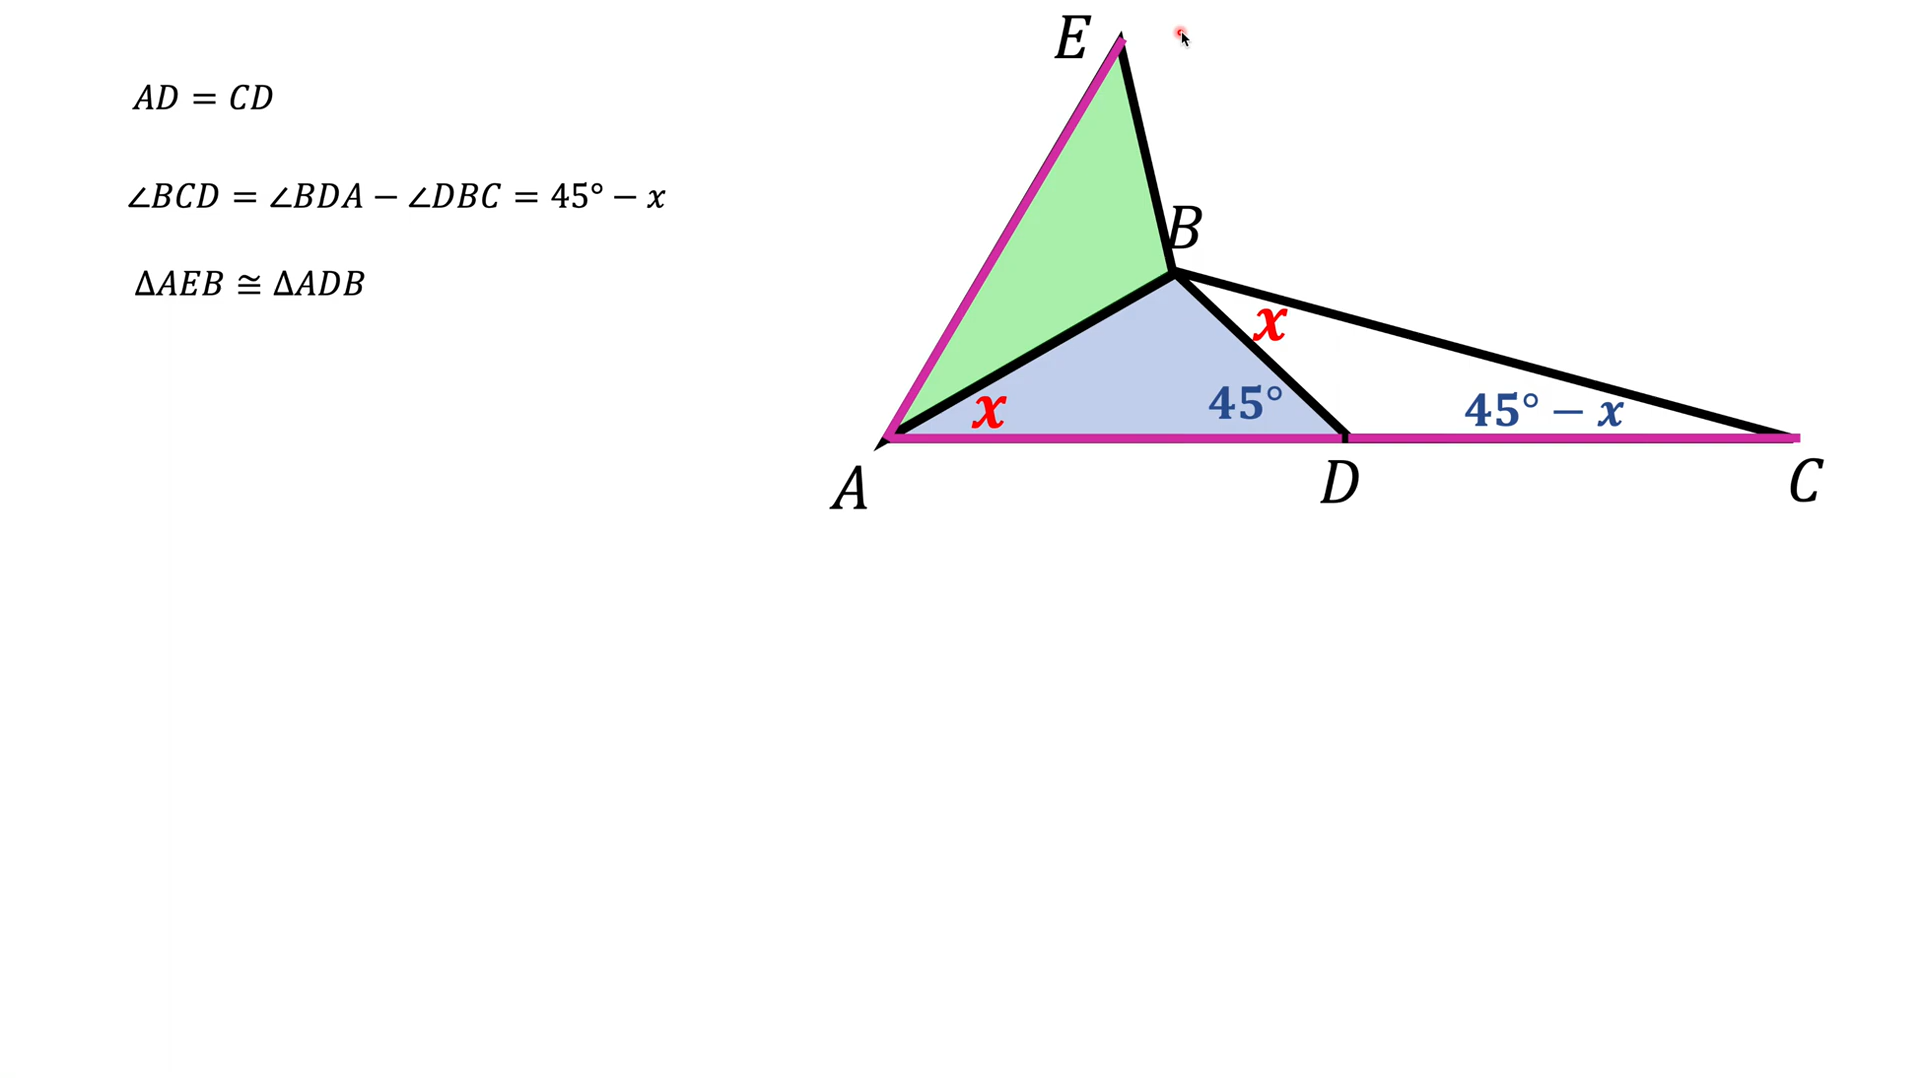 AD = CD
∠BCD = ∠BDA − ∠DBC = 45° − x
ΔAEB ≅ ΔADB
E
B
x
x
45°
45° − x
A
D
C